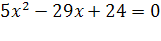 5x² − 29x + 24 = 0